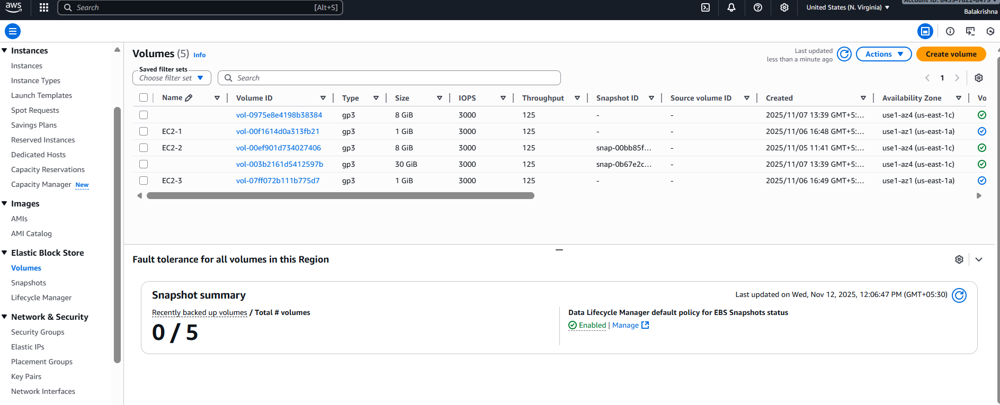 aws
Search [Alt+S]
United States (N. Virginia)
Account ID: 8459-7622-8479
Balakrishna
Instances
Instances
Instance Types
Launch Templates
Spot Requests
Savings Plans
Reserved Instances
Dedicated Hosts
Capacity Reservations
Capacity Manager New
Images
AMIs
AMI Catalog
Elastic Block Store
Volumes
Snapshots
Lifecycle Manager
Network & Security
Security Groups
Elastic IPs
Placement Groups
Key Pairs
Network Interfaces
Volumes (5) Info
Last updated
less than a minute ago
Actions
Create volume
Saved filter sets
Choose filter set
Search
1
Name Volume ID Type Size IOPS Throughput Snapshot ID Source volume ID Created Availability Zone Vo
vol-0975e8e4198b38384 gp3 8 GiB 3000 125 - - 2025/11/07 13:39 GMT+5:... use1-az4 (us-east-1c)
EC2-1 vol-00f1614d0a313fb21 gp3 1 GiB 3000 125 - - 2025/11/06 16:48 GMT+5:... use1-az1 (us-east-1a)
EC2-2 vol-00ef901d734027406 gp3 8 GiB 3000 125 snap-00bb85f... - 2025/11/05 11:41 GMT+5:... use1-az4 (us-east-1c)
vol-003b2161d5412597b gp3 30 GiB 3000 125 snap-0b67e2c... - 2025/11/07 13:39 GMT+5:... use1-az4 (us-east-1c)
EC2-3 vol-07ff072b111b775d7 gp3 1 GiB 3000 125 - - 2025/11/06 16:49 GMT+5:... use1-az1 (us-east-1a)
Fault tolerance for all volumes in this Region
Snapshot summary
Last updated on Wed, Nov 12, 2025, 12:06:47 PM (GMT+05:30)
Recently backed up volumes / Total # volumes
0 / 5
Data Lifecycle Manager default policy for EBS Snapshots status
Enabled | Manage